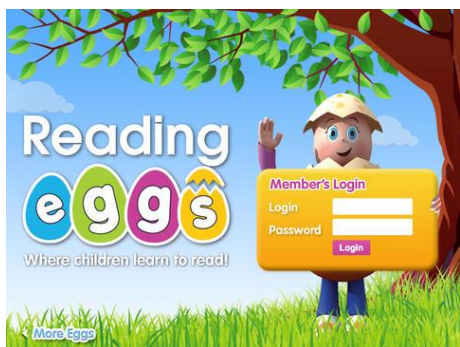 Reading
eggs
Where children learn to read!
Member's Login
Login
Password
Login
More Eggs